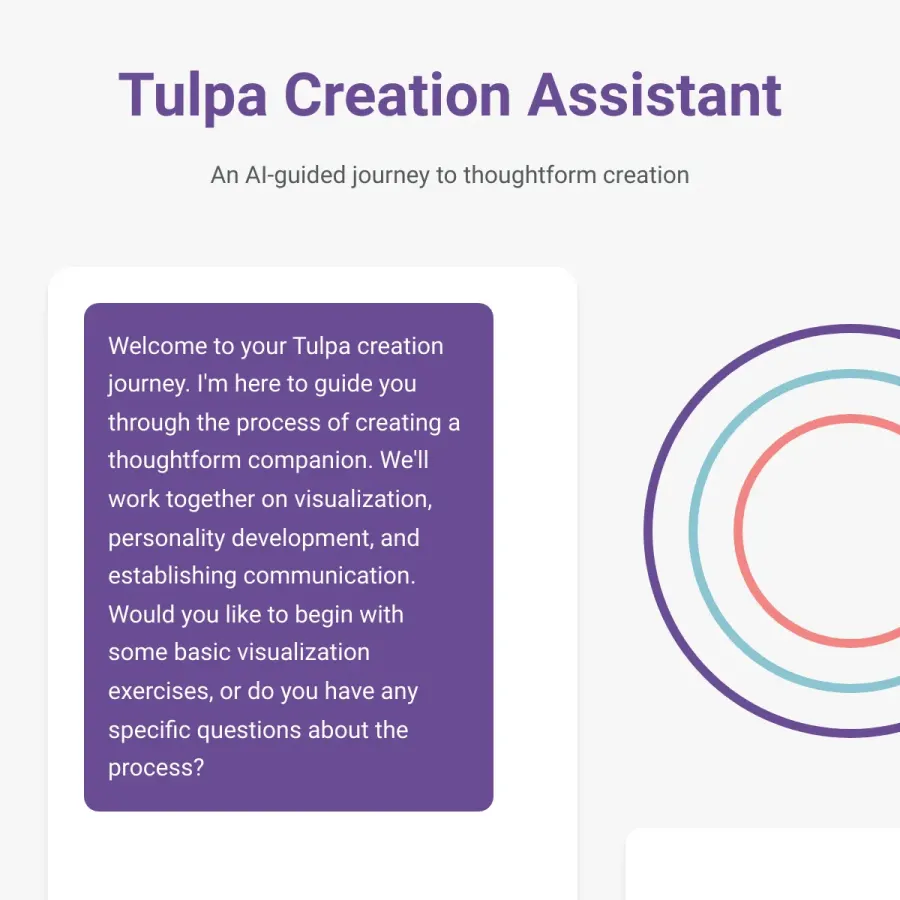 Tulpa Creation Assistant
An AI-guided journey to thoughtform creation
Welcome to your Tulpa creation
journey. I'm here to guide you
through the process of creating a
thoughtform companion. We'll
work together on visualization,
personality development, and
establishing communication.
Would you like to begin with
some basic visualization
exercises, or do you have any
specific questions about the
process?